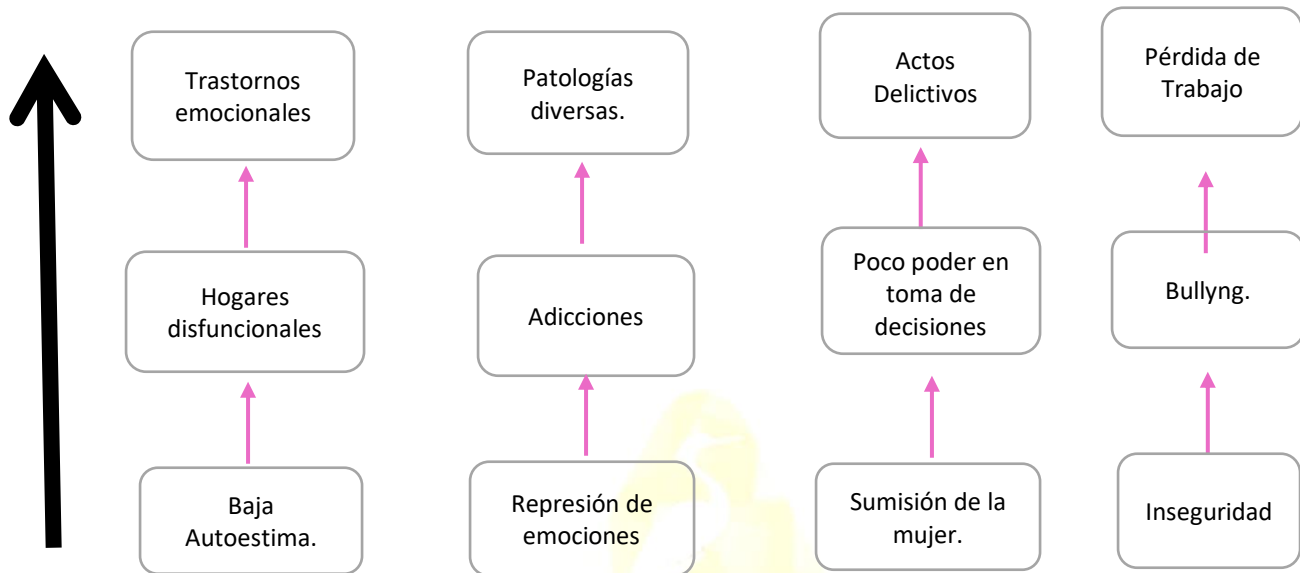 Trastornos
emocionales
Patologías
diversas.
Actos
Delictivos
Pérdida de
Trabajo
Hogares
disfuncionales
Adicciones
Poco poder en
toma de
decisiones
Bullyng.
Baja
Autoestima.
Represión de
emociones
Sumisión de la
mujer.
Inseguridad